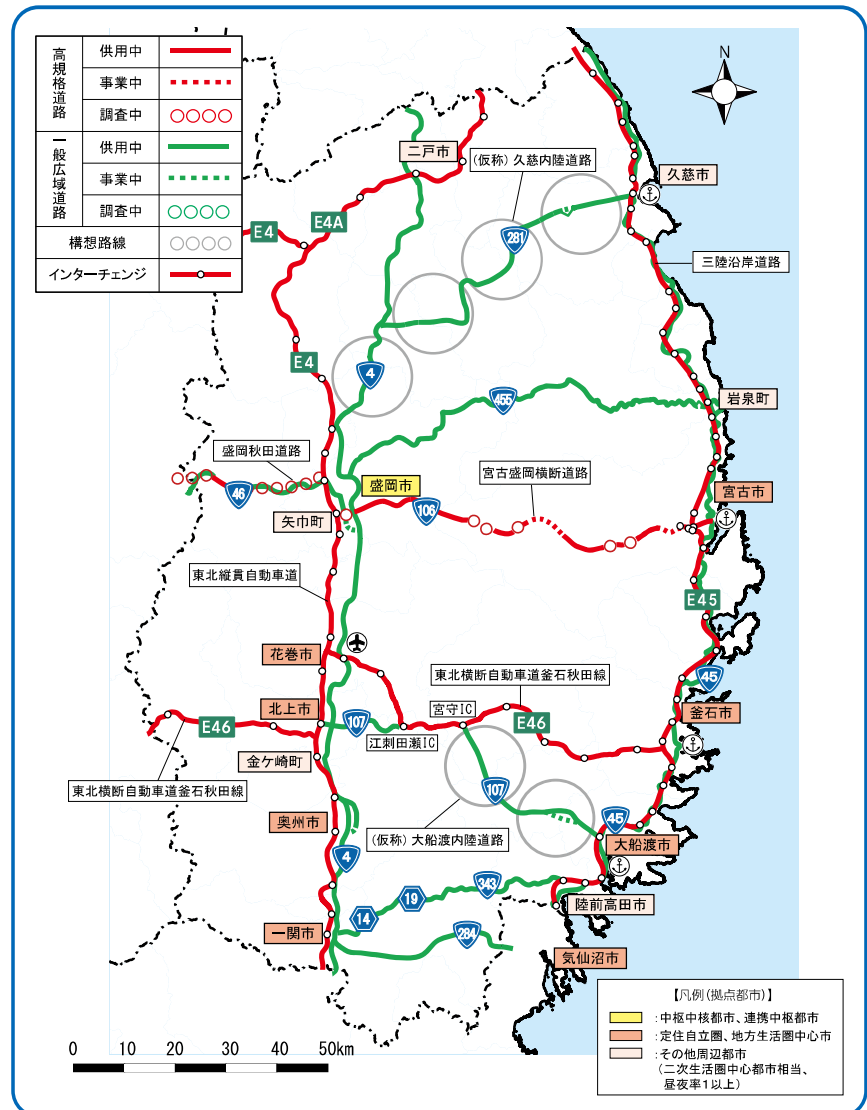 高規格道路
供用中
事業中
調査中
一般広域道路
供用中
事業中
調査中
構想路線
インターチェンジ
N
二戸市
(仮称) 久慈内陸道路
久慈市
E4A
E4
281
三陸沿岸道路
E4
4
455
岩泉町
盛岡秋田道路
盛岡市
宮古盛岡横断道路
宮古市
46
106
矢巾町
東北縦貫自動車道
E45
花巻市
東北横断自動車道釜石秋田線
45
宮守IC
北上市
釜石市
E46
107
E46
江刺田瀬IC
金ケ崎町
東北横断自動車道釜石秋田線
107
奥州市
(仮称) 大船渡内陸道路
45
大船渡市
4
343
19
14
陸前高田市
一関市
284
気仙沼市
【凡例(拠点都市)】
:中枢中核都市、連携中枢都市
:定住自立圏、地方生活圏中心市
:その他周辺都市
(二次生活圏中心都市相当、
昼夜率1以上)
0 10 20 30 40 50km